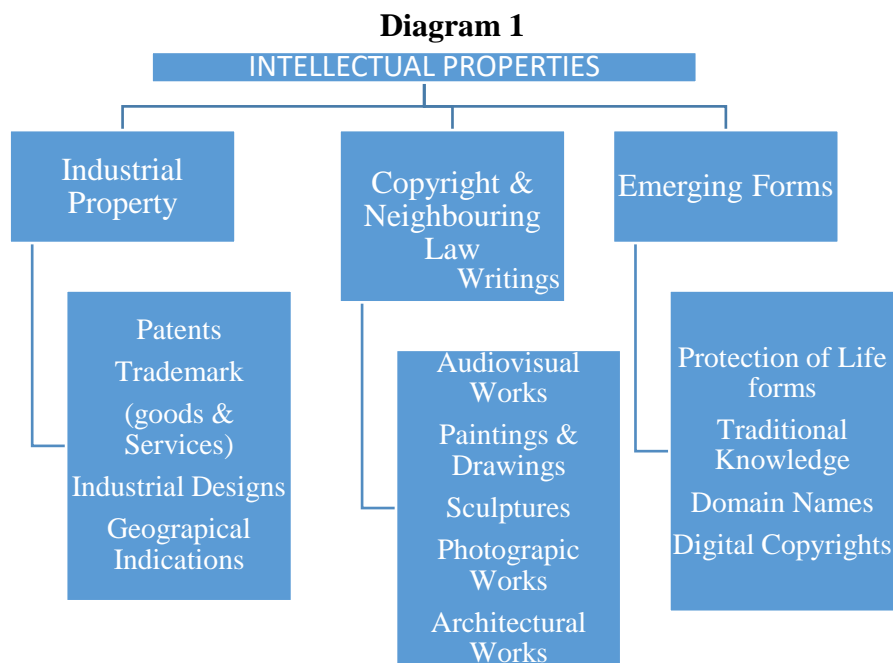 Diagram 1
INTELLECTUAL PROPERTIES
Industrial
Property
Patents
Trademark
(goods &
Services)
Industrial Designs
Geograpical
Indications
Copyright &
Neighbouring
Law
Writings
Audiovisual
Works
Paintings &
Drawings
Sculptures
Photograpic
Works
Architectural
Works
Emerging Forms
Protection of Life
forms
Traditional
Knowledge
Domain Names
Digital Copyrights